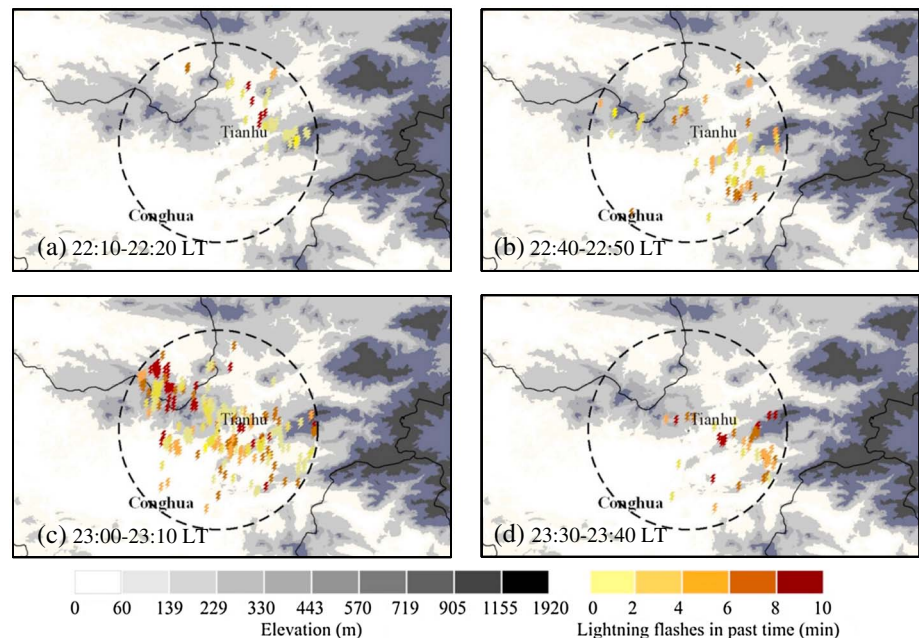 Tianhu
Conghua
(a) 22:10-22:20 LT
Tianhu
Conghua
(b) 22:40-22:50 LT
Tianhu
Conghua
(c) 23:00-23:10 LT
Tianhu
Conghua
(d) 23:30-23:40 LT
0 60 139 229 330 443 570 719 905 1155 1920
Elevation (m)
0 2 4 6 8 10
Lightning flashes in past time (min)